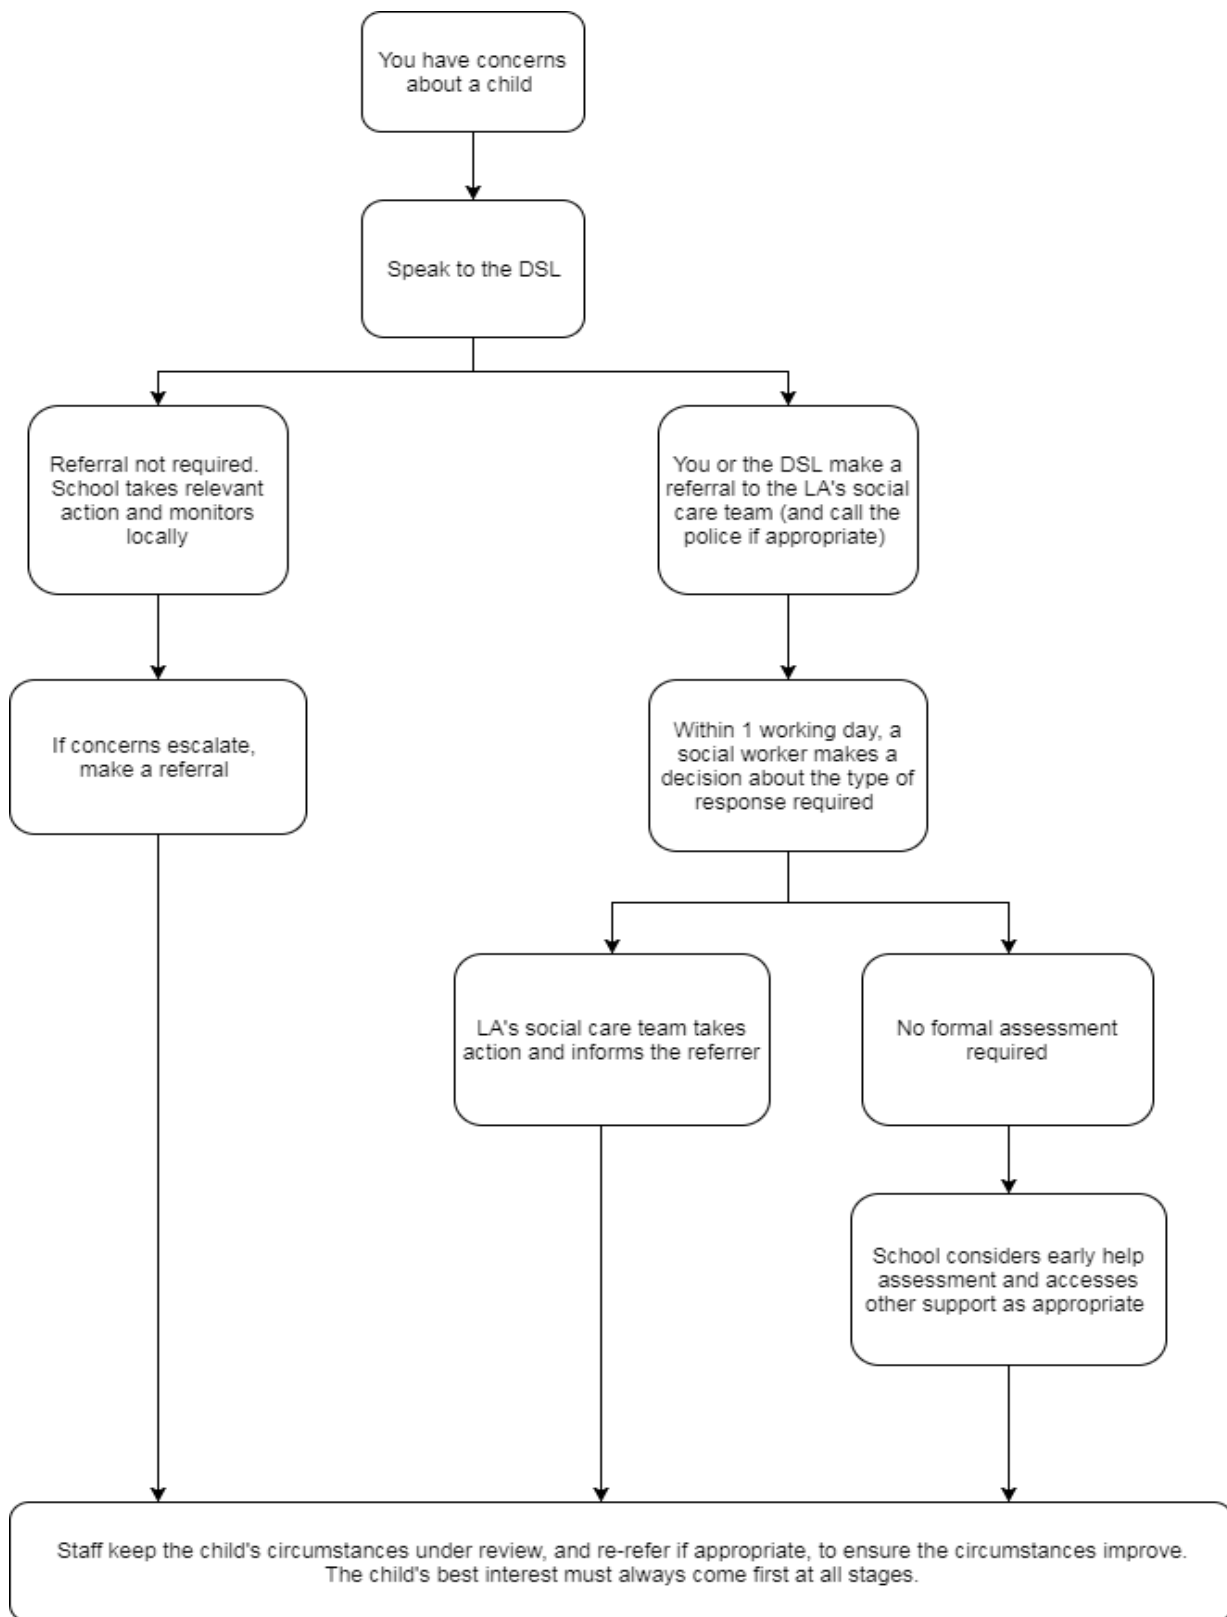 You have concerns
about a child
Speak to the DSL
Referral not required.
School takes relevant
action and monitors
locally
You or the DSL make a
referral to the LA's social
care team (and call the
police if appropriate)
If concerns escalate,
make a referral
Within 1 working day, a
social worker makes a
decision about the type of
response required
LA's social care team takes
action and informs the referrer
No formal assessment
required
School considers early help
assessment and accesses
other support as appropriate
Staff keep the child's circumstances under review, and re-refer if appropriate, to ensure the circumstances improve.
The child's best interest must always come first at all stages.